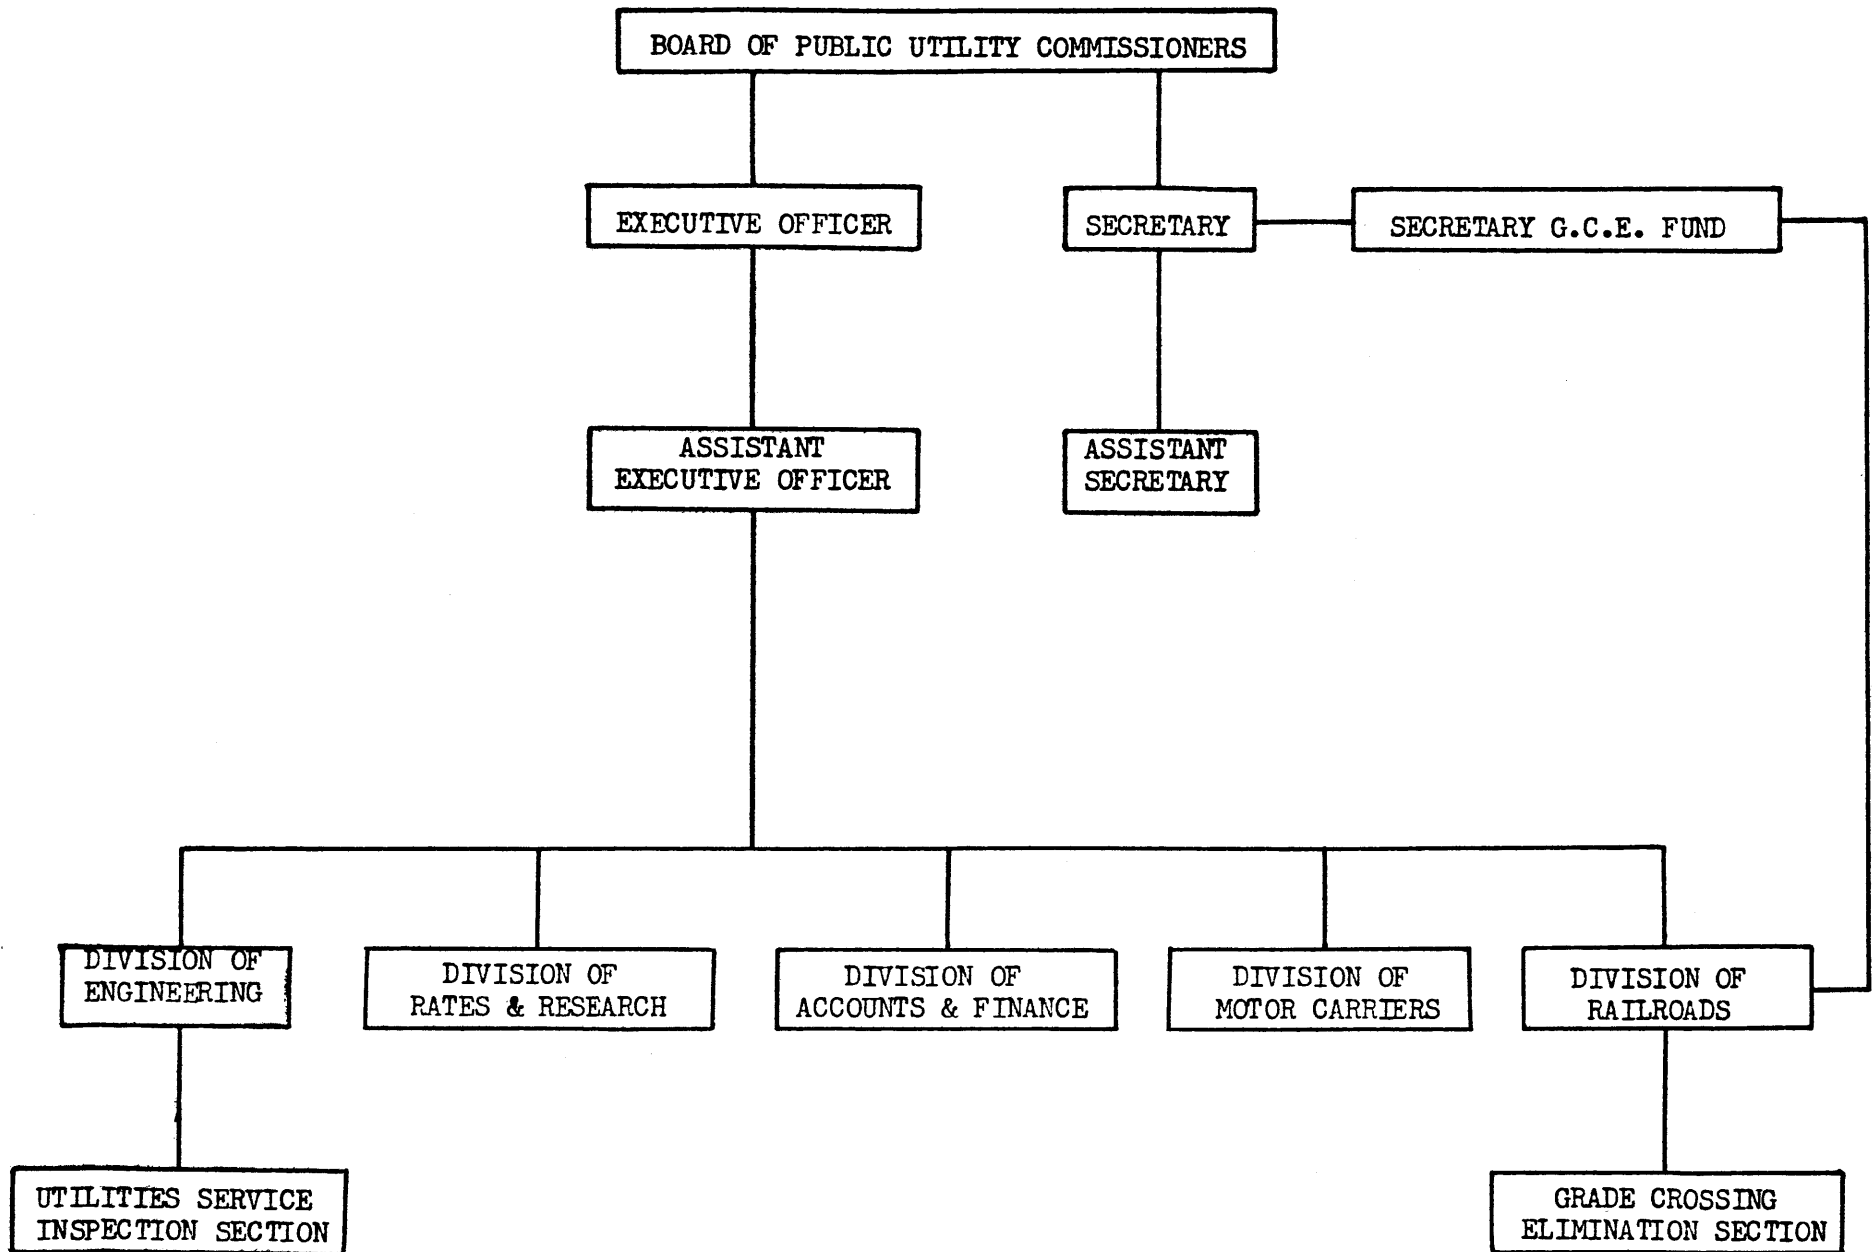 BOARD OF PUBLIC UTILITY COMMISSIONERS
EXECUTIVE OFFICER
SECRETARY
SECRETARY G.C.E. FUND
ASSISTANT
EXECUTIVE OFFICER
ASSISTANT
SECRETARY
DIVISION OF
ENGINEERING
DIVISION OF
RATES & RESEARCH
DIVISION OF
ACCOUNTS & FINANCE
DIVISION OF
MOTOR CARRIERS
DIVISION OF
RAILROADS
UTILITIES SERVICE
INSPECTION SECTION
GRADE CROSSING
ELIMINATION SECTION